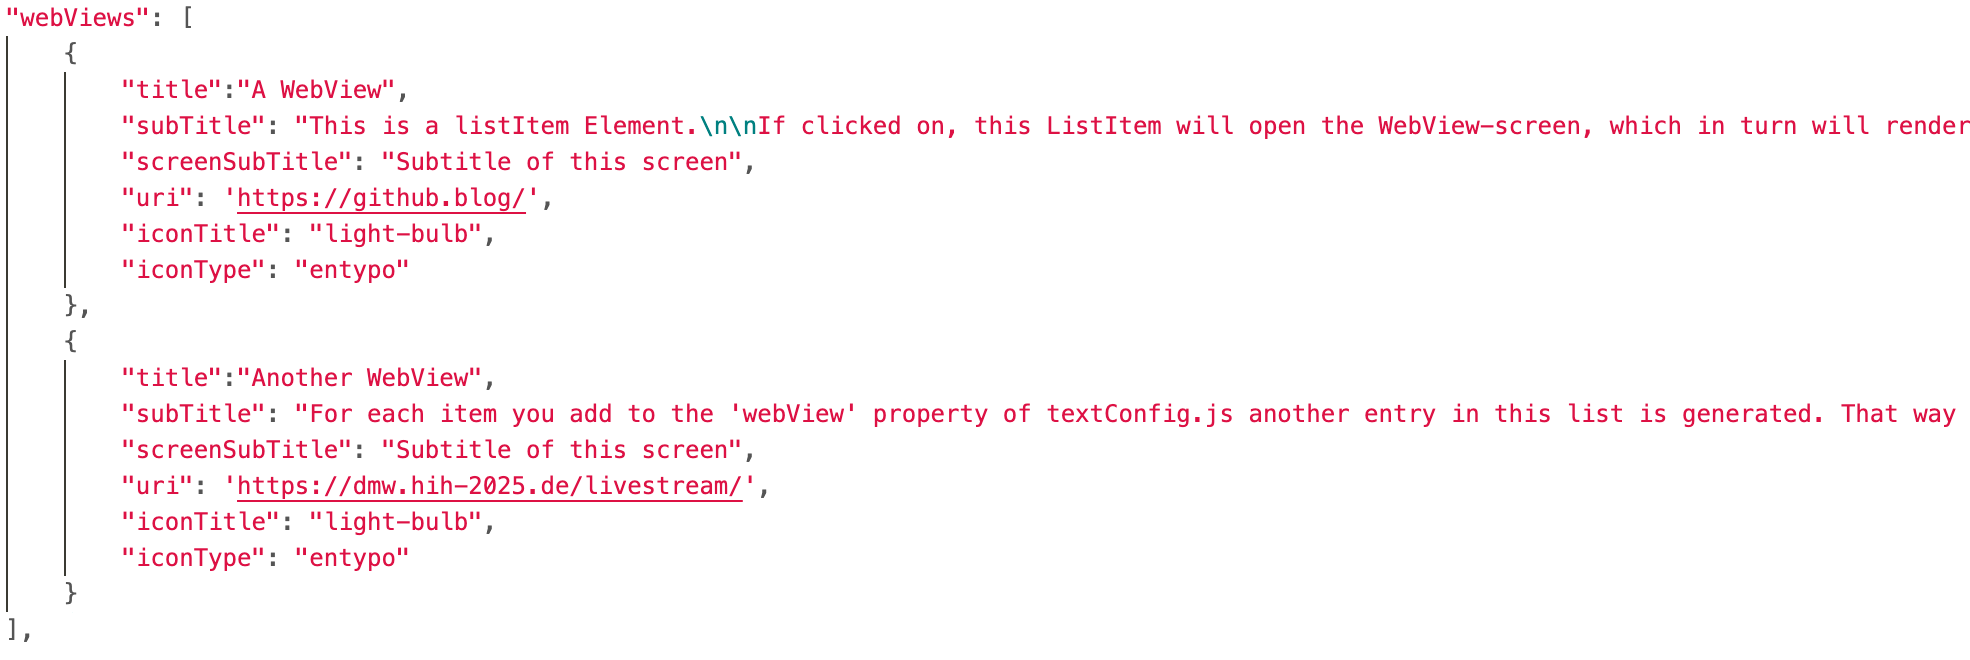 "webViews": [
{
"title":"A WebView",
"subTitle": "This is a listItem Element.\n\nIf clicked on, this ListItem will open the WebView-screen, which in turn will render
"screenSubTitle": "Subtitle of this screen",
"uri": 'https://github.blog/',
"iconTitle": "light-bulb",
"iconType": "entypo"
},
{
"title":"Another WebView",
"subTitle": "For each item you add to the 'webView' property of textConfig.js another entry in this list is generated. That way
"screenSubTitle": "Subtitle of this screen",
"uri": 'https://dmw.hih-2025.de/livestream/',
"iconTitle": "light-bulb",
"iconType": "entypo"
}
],